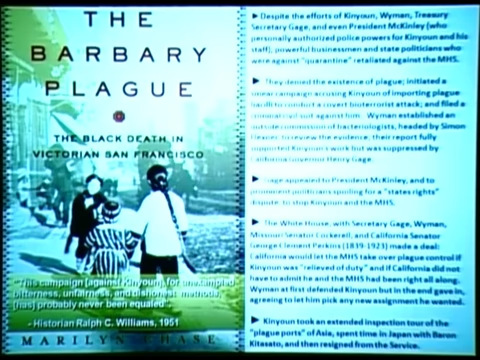 THE
BARBARY
PLAGUE
THE BLACK DEATH IN
VICTORIAN SAN FRANCISCO
"This campaign [against Kinyoun] for unexampled
bitterness, unfairness, and dishonest methods,
[has] probably never been equaled"
- Historian Ralph C. Williams, 1951
MARILYN CHASE
►Despite the efforts of Kinyoun, Wyman, Treasury
Secretary Gage, and even President McKinley (who
personally authorized police powers for Kinyoun and his
staff), powerful businessmen and state politicians who
were against "quarantine" retaliated against the MHS.
► They denied the existence of plague; initiated a
smear campaign accusing Kinyoun of importing plague
bacilli to conduct a covert bioterrorist attack; and filed a
suit against him. Wyman established an
outside commission of bacteriologists, headed by Simon
Flexner, to review the evidence; their report fully
supported Kinyoun's work but was suppressed by
California Governor Henry Gage.
► Gage appealed to President McKinley, and to
prominent politicians spoiling for a "states rights"
dispute, to stop Kinyoun and the MHS.
► The White House, with Secretary Gage, Wyman,
Missouri Senator Cockerell, and California Senator
George Clement Perkins (1839-1923) made a deal:
California would let the MHS take over plague control if
Kinyoun was "relieved of duty" and if California did not
have to admit he and the MHS had been right all along.
Wyman at first defended Kinyoun but in the end gave in,
agreeing to let him pick any new assignment he wanted.
► Kinyoun took an extended inspection tour of the
"plague ports" of Asia, spent time in Japan with Baron
Kitasato, and then resigned from the Service.